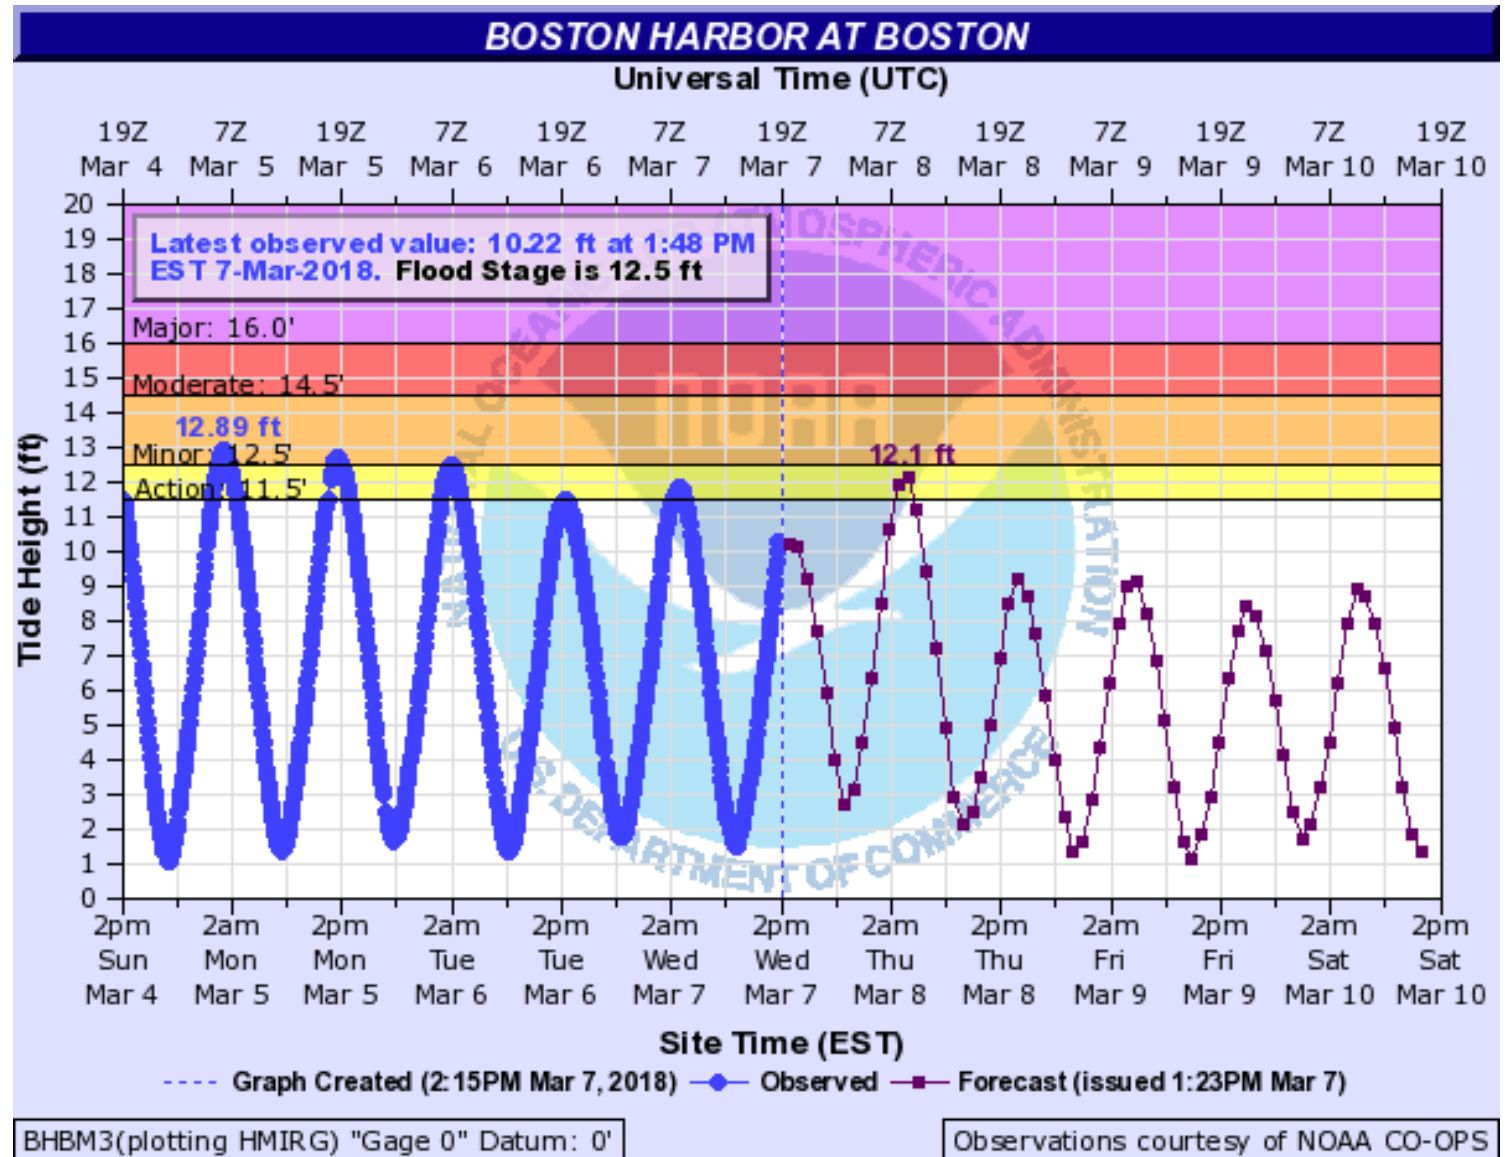 BOSTON HARBOR AT BOSTON
Universal Time (UTC)
19Z 7Z 19Z 7Z 19Z 7Z 19Z 7Z 19Z 7Z 19Z 7Z 19Z
Mar 4 Mar 5 Mar 5 Mar 6 Mar 6 Mar 7 Mar 7 Mar 8 Mar 8 Mar 9 Mar 9 Mar 10 Mar 10
20
19
Latest observed value: 10.22 ft at 1:48 PM
EST 7-Mar-2018. Flood Stage is 12.5 ft
18
17
Major: 16.0'
16
15
Moderate: 14.5'
14
12.89 ft
13
Minor: 12.5'
12.1 ft
12
Action: 11.5'
11
10
9
8
7
6
5
4
3
2
1
0
Tide Height (ft)
NOAA
ATMOSPHERIC ADMINISTRATION
U.S. DEPARTMENT OF COMMERCE
2pm 2am 2pm 2am 2pm 2am 2pm 2am 2pm 2am 2pm 2am 2pm
Sun Mon Mon Tue Tue Wed Wed Thu Thu Fri Fri Sat Sat
Mar 4 Mar 5 Mar 5 Mar 6 Mar 6 Mar 7 Mar 7 Mar 8 Mar 8 Mar 9 Mar 9 Mar 10 Mar 10
Site Time (EST)
Graph Created (2:15PM Mar 7, 2018) Observed Forecast (issued 1:23PM Mar 7)
BHBM3(plotting HMIRG) "Gage 0" Datum: 0'
Observations courtesy of NOAA CO-OPS